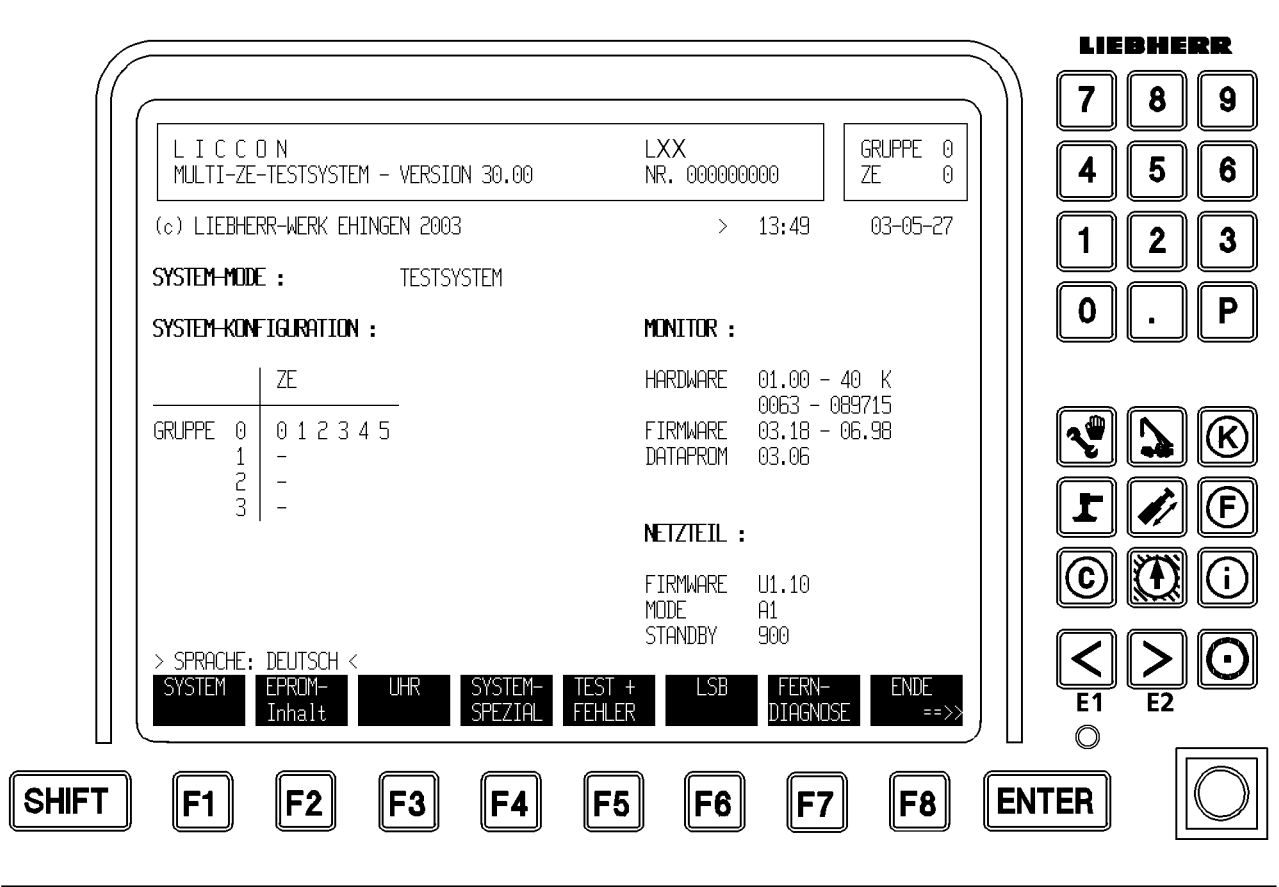 LIEBHERR
L I C C O N LXX GRUPPE 0
MULTI-ZE-TESTSYSTEM - VERSION 30.00 NR. 000000000 ZE 0
(c) LIEBHERR-WERK EHINGEN 2003 > 13:49 03-05-27
SYSTEM-MODE : TESTSYSTEM
SYSTEM-KONFIGURATION : MONITOR :
ZE HARDWARE 01.00 - 40 K
0063 - 089715
GRUPPE 0 0 1 2 3 4 5 FIRMWARE 03.18 - 06.98
1 - DATAPROM 03.06
2 -
3 -
NETZTEIL :
FIRMWARE U1.10
MODE A1
STANDBY 900
> SPRACHE: DEUTSCH <
SYSTEM EPROM- UHR SYSTEM- TEST + LSB FERN- ENDE
Inhalt SPEZIAL FEHLER DIAGNOSE ==>>
7 8 9
4 5 6
1 2 3
0 . P
K
F
C i
< >
E1 E2
SHIFT F1 F2 F3 F4 F5 F6 F7 F8 ENTER